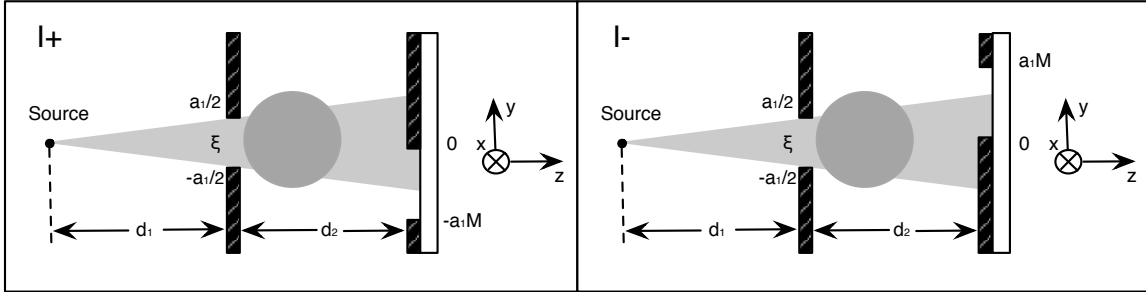 I+
Source
a₁/2
ξ
-a₁/2
d₁
d₂
0
-a₁M
y
x
z
I-
Source
a₁/2
ξ
-a₁/2
d₁
d₂
a₁M
0
y
x
z